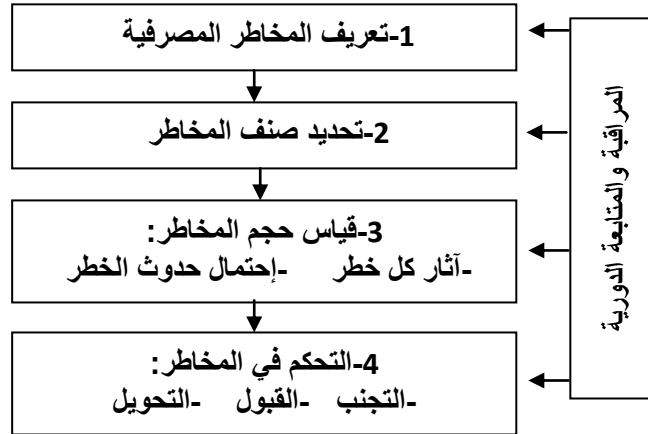 1-تعريف المخاطر المصرفية
2-تحديد صنف المخاطر
3-قياس حجم المخاطر:
-آثار كل خطر -إحتمال حدوث الخطر
4-التحكم في المخاطر:
-التجنب -القبول -التحويل
المراقبة والمتابعة الدورية